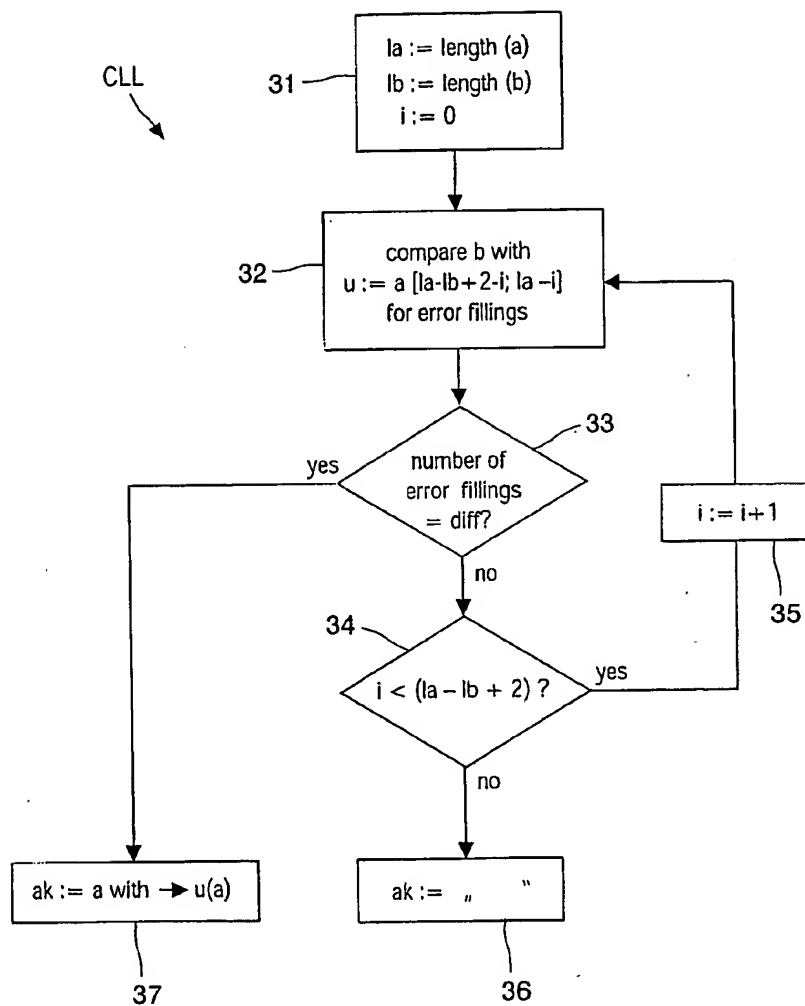 CLL
31
la := length (a)
lb := length (b)
i := 0
32
compare b with
u := a [la-lb+2-i; la -i]
for error fillings
33
yes
number of
error fillings
= diff?
i := i+1
35
no
34
i < (la – lb + 2) ?
yes
no
ak := a with → u(a)
ak := „ “
37
36